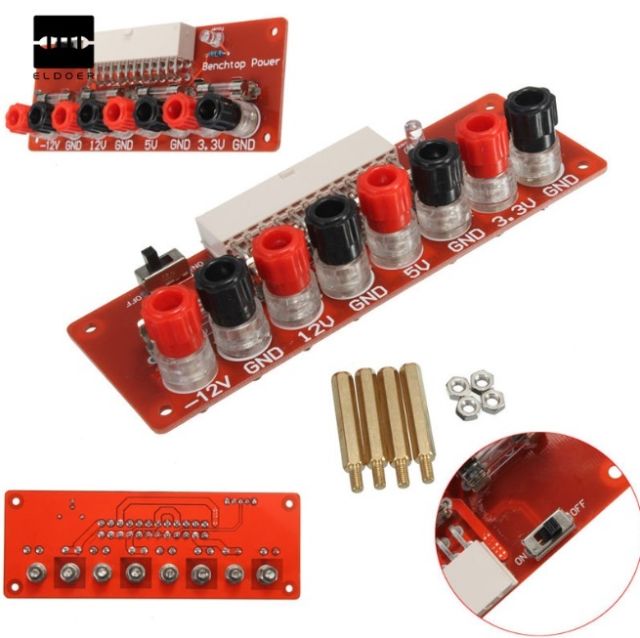 ELDOER
Benchtop Power
-12V GND 12V GND 5V GND 3.3V GND
ON
OFF
-12V GND 12V GND 5V GND 3.3V GND
ON
OFF